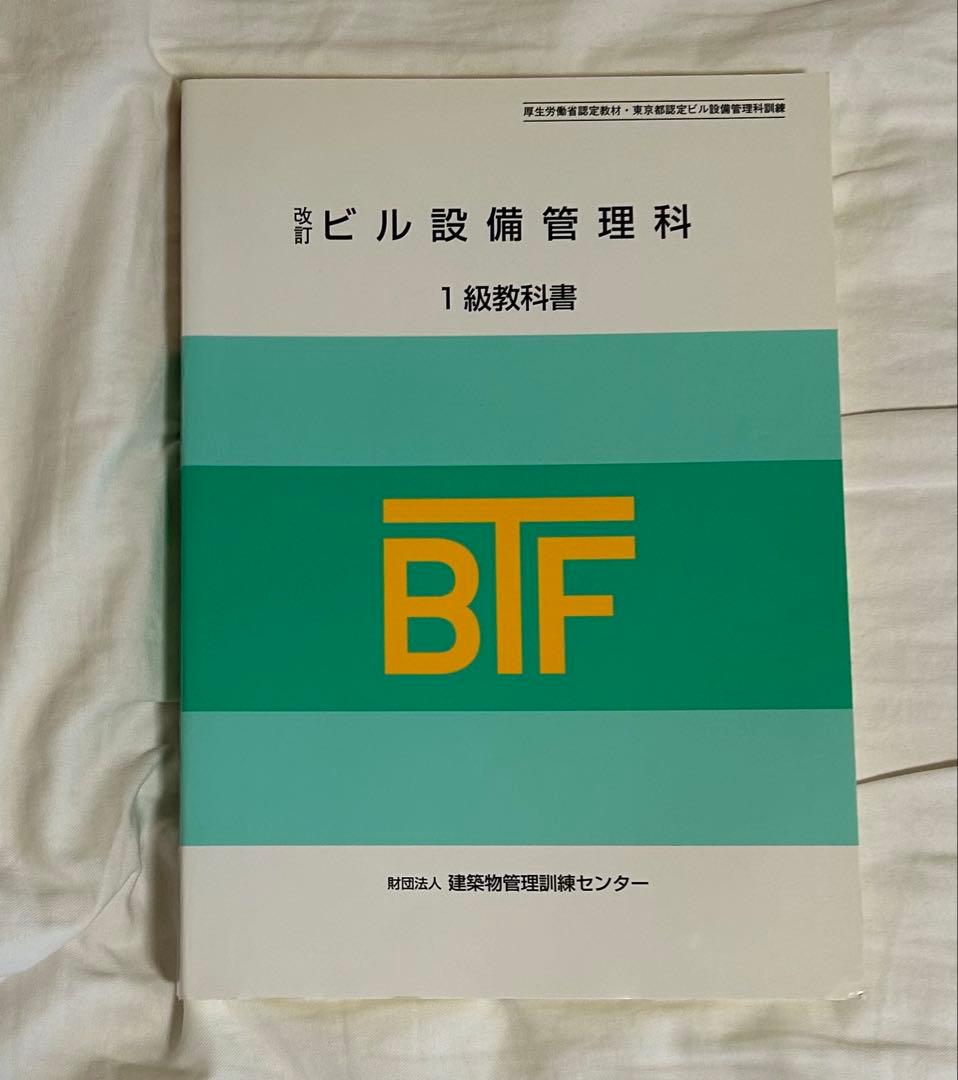 厚生労働省認定教材・東京都認定ビル設備管理科訓練
改訂 ビル設備管理科
1級教科書
BTF
財団法人 建築物管理訓練センター